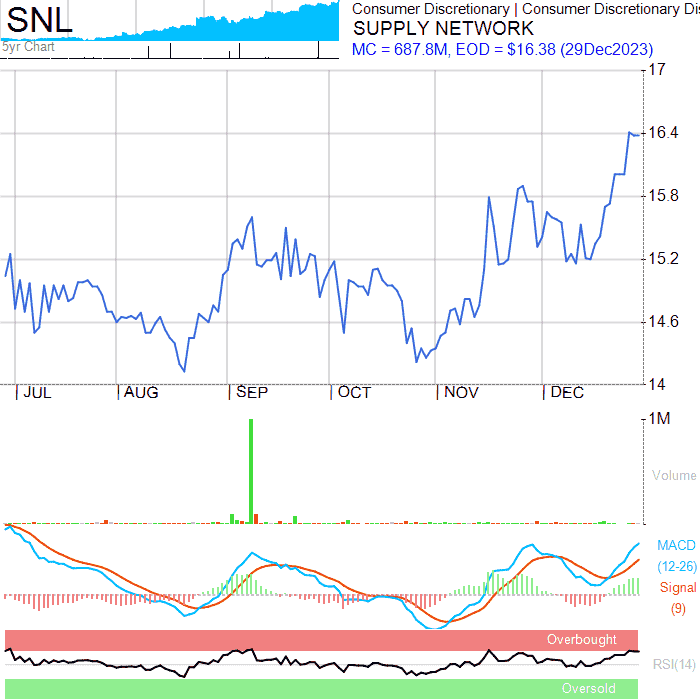 SNL
5yr Chart
Consumer Discretionary | Consumer Discretionary Dis
SUPPLY NETWORK
MC = 687.8M, EOD = $16.38 (29Dec2023)
17
16.4
15.8
15.2
14.6
14
JUL AUG SEP OCT NOV DEC
1M
Volume
MACD
(12-26)
Signal
(9)
Overbought
RSI(14)
Oversold